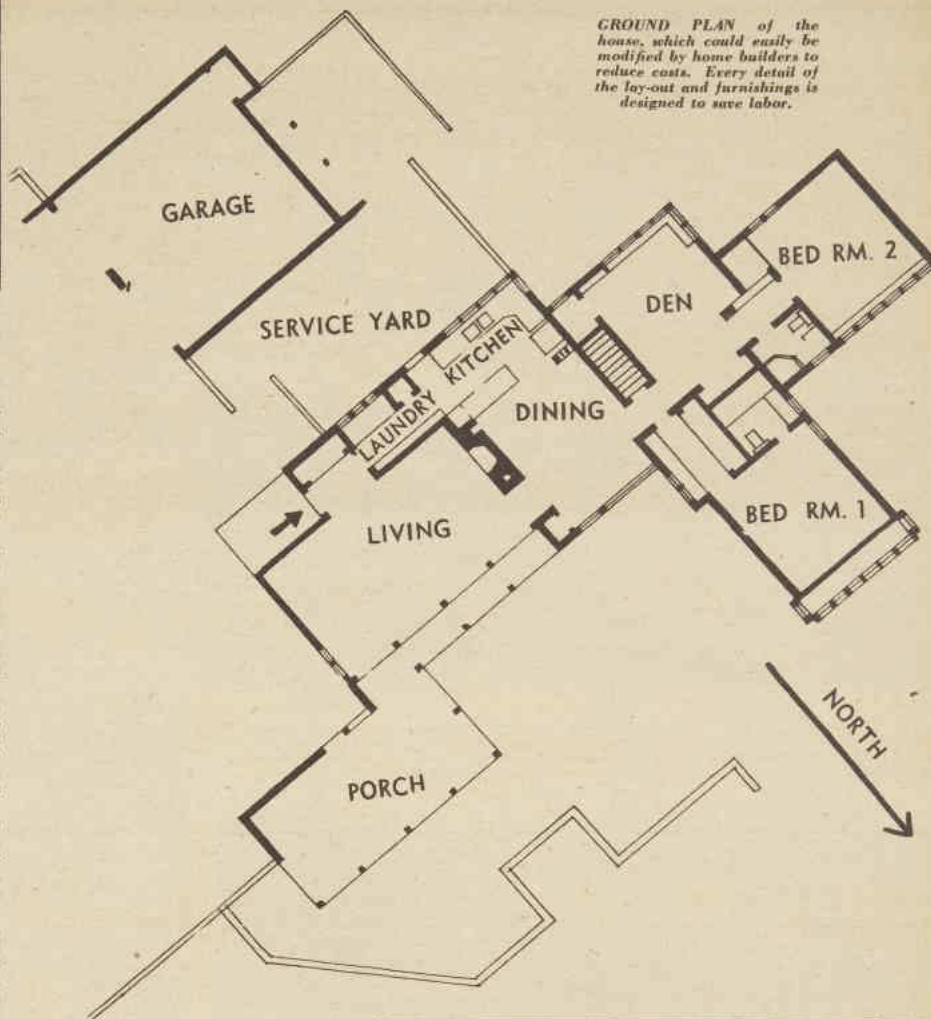 GROUND PLAN of the
house, which could easily be
modified by home builders to
reduce costs. Every detail of
the lay-out and furnishings is
designed to save labor.
GARAGE
BED RM. 2
DEN
SERVICE YARD
KITCHEN
LAUNDRY
DINING
LIVING
BED RM. 1
NORTH
PORCH